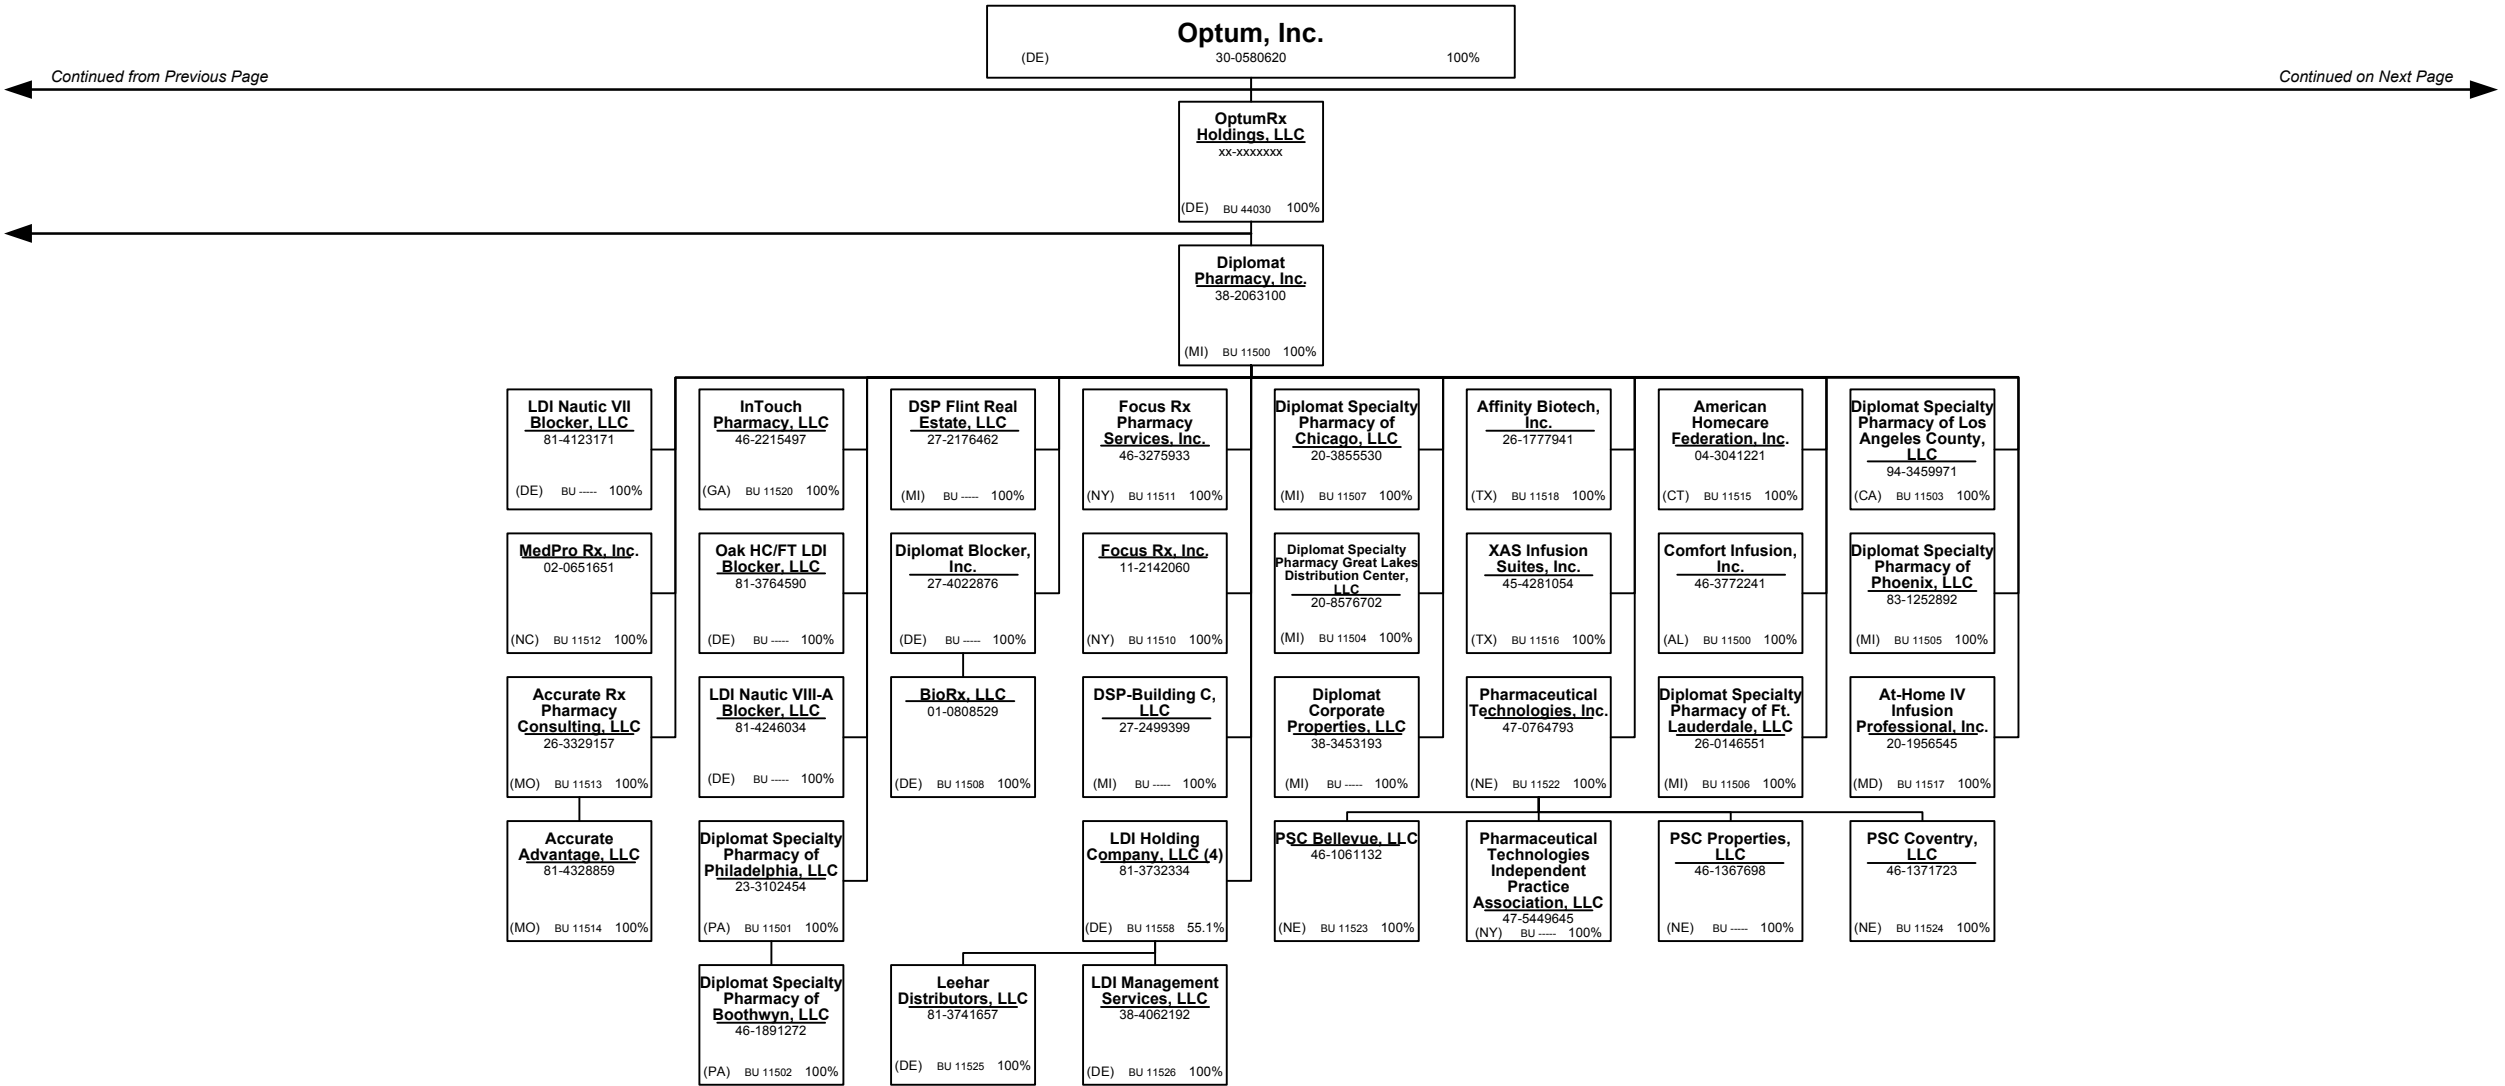 Optum, Inc.
(DE) 30-0580620 100%
Continued from Previous Page
Continued on Next Page
OptumRx
Holdings, LLC
xx-xxxxxxx
(DE) BU 44030 100%
Diplomat
Pharmacy, Inc.
38-2063100
(MI) BU 11500 100%
LDI Nautic VII
Blocker, LLC
81-4123171
(DE) BU ----- 100%
InTouch
Pharmacy, LLC
46-2215497
(GA) BU 11520 100%
DSP Flint Real
Estate, LLC
27-2176462
(MI) BU ----- 100%
Focus Rx
Pharmacy
Services, Inc.
46-3275933
(NY) BU 11511 100%
Diplomat Specialty
Pharmacy of
Chicago, LLC
20-3855530
(MI) BU 11507 100%
Affinity Biotech,
Inc.
26-1777941
(TX) BU 11518 100%
American
Homecare
Federation, Inc.
04-3041221
(CT) BU 11515 100%
Diplomat Specialty
Pharmacy of Los
Angeles County,
LLC
94-3459971
(CA) BU 11503 100%
MedPro Rx, Inc.
02-0651651
(NC) BU 11512 100%
Oak HC/FT LDI
Blocker, LLC
81-3764590
(DE) BU ----- 100%
Diplomat Blocker,
Inc.
27-4022876
(DE) BU ----- 100%
Focus Rx, Inc.
11-2142060
(NY) BU 11510 100%
Diplomat Specialty
Pharmacy Great Lakes
Distribution Center,
LLC
20-8576702
(MI) BU 11504 100%
XAS Infusion
Suites, Inc.
45-4281054
(TX) BU 11516 100%
Comfort Infusion,
Inc.
46-3772241
(AL) BU 11500 100%
Diplomat Specialty
Pharmacy of
Phoenix, LLC
83-1252892
(MI) BU 11505 100%
Accurate Rx
Pharmacy
Consulting, LLC
26-3329157
(MO) BU 11513 100%
LDI Nautic VIII-A
Blocker, LLC
81-4246034
(DE) BU ----- 100%
BioRx, LLC
01-0808529
(DE) BU 11508 100%
DSP-Building C,
LLC
27-2499399
(MI) BU ----- 100%
Diplomat
Corporate
Properties, LLC
38-3453193
(MI) BU ----- 100%
Pharmaceutical
Technologies, Inc.
47-0764793
(NE) BU 11522 100%
Diplomat Specialty
Pharmacy of Ft.
Lauderdale, LLC
26-0146551
(MI) BU 11506 100%
At-Home IV
Infusion
Professional, Inc.
20-1956545
(MD) BU 11517 100%
Accurate
Advantage, LLC
81-4328859
(MO) BU 11514 100%
Diplomat Specialty
Pharmacy of
Philadelphia, LLC
23-3102454
(PA) BU 11501 100%
LDI Holding
Company, LLC (4)
81-3732334
(DE) BU 11558 55.1%
PSC Bellevue, LLC
46-1061132
(NE) BU 11523 100%
Pharmaceutical
Technologies
Independent
Practice
Association, LLC
47-5449645
(NY) BU ----- 100%
PSC Properties,
LLC
46-1367698
(NE) BU ----- 100%
PSC Coventry,
LLC
46-1371723
(NE) BU 11524 100%
Diplomat Specialty
Pharmacy of
Boothwyn, LLC
46-1891272
(PA) BU 11502 100%
Leehar
Distributors, LLC
81-3741657
(DE) BU 11525 100%
LDI Management
Services, LLC
38-4062192
(DE) BU 11526 100%